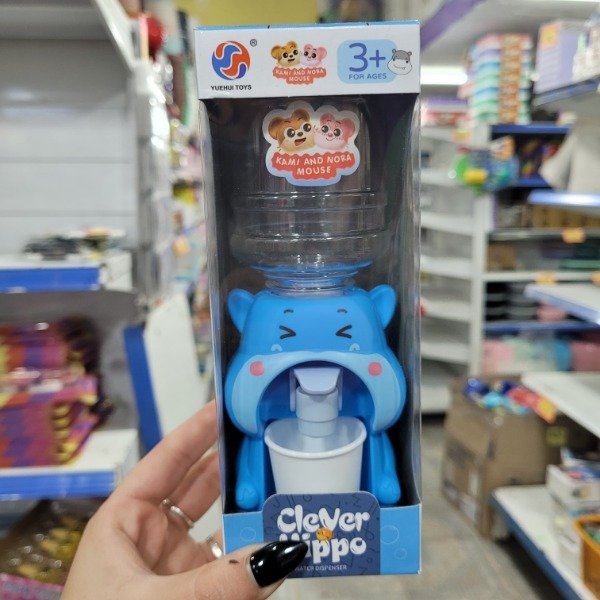 ®
YUEHUI TOYS
KAMI AND NORA
MOUSE
3+
FOR AGES
KAMI AND NORA
MOUSE
Clever
Hippo
WATER DISPENSER